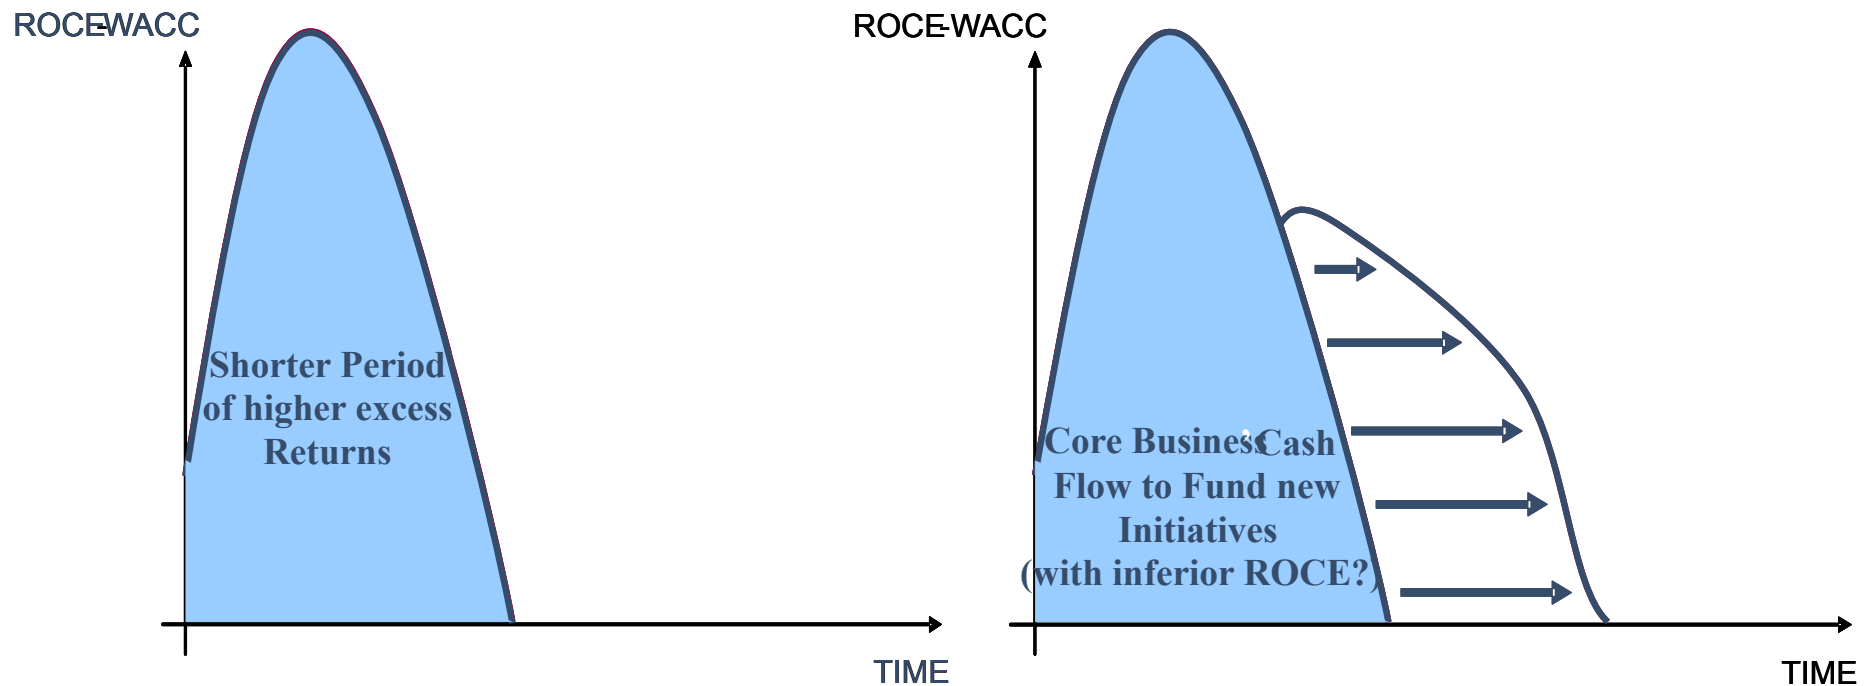 ROCE-WACC
Shorter Period
of higher excess
Returns
TIME
ROCE-WACC
Core Business Cash
Flow to Fund new
Initiatives
(with inferior ROCE?)
TIME